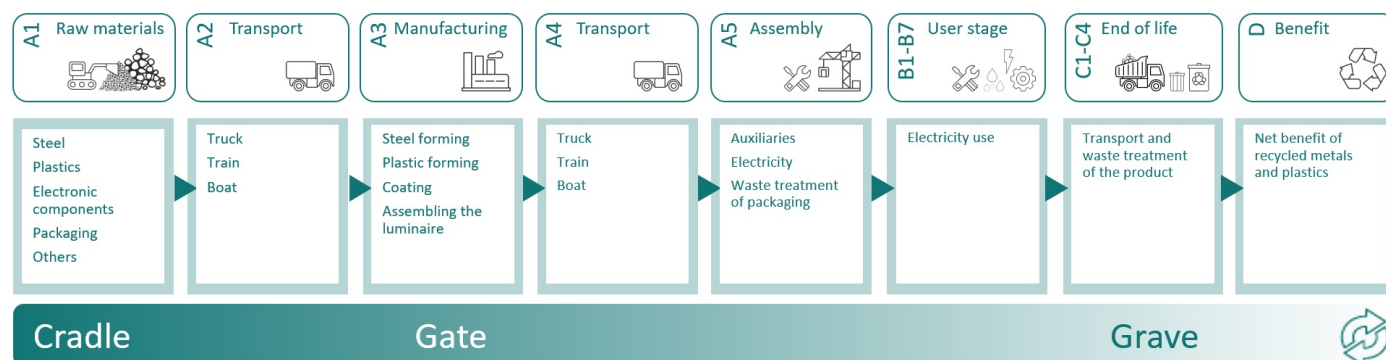 A1 Raw materials
A2 Transport
A3 Manufacturing
A4 Transport
A5 Assembly
B1-B7 User stage
C1-C4 End of life
D Benefit
Steel
Plastics
Electronic
components
Packaging
Others
Truck
Train
Boat
Steel forming
Plastic forming
Coating
Assembling the
luminaire
Truck
Train
Boat
Auxiliaries
Electricity
Waste treatment
of packaging
Electricity use
Transport and
waste treatment
of the product
Net benefit of
recycled metals
and plastics
Cradle
Gate
Grave